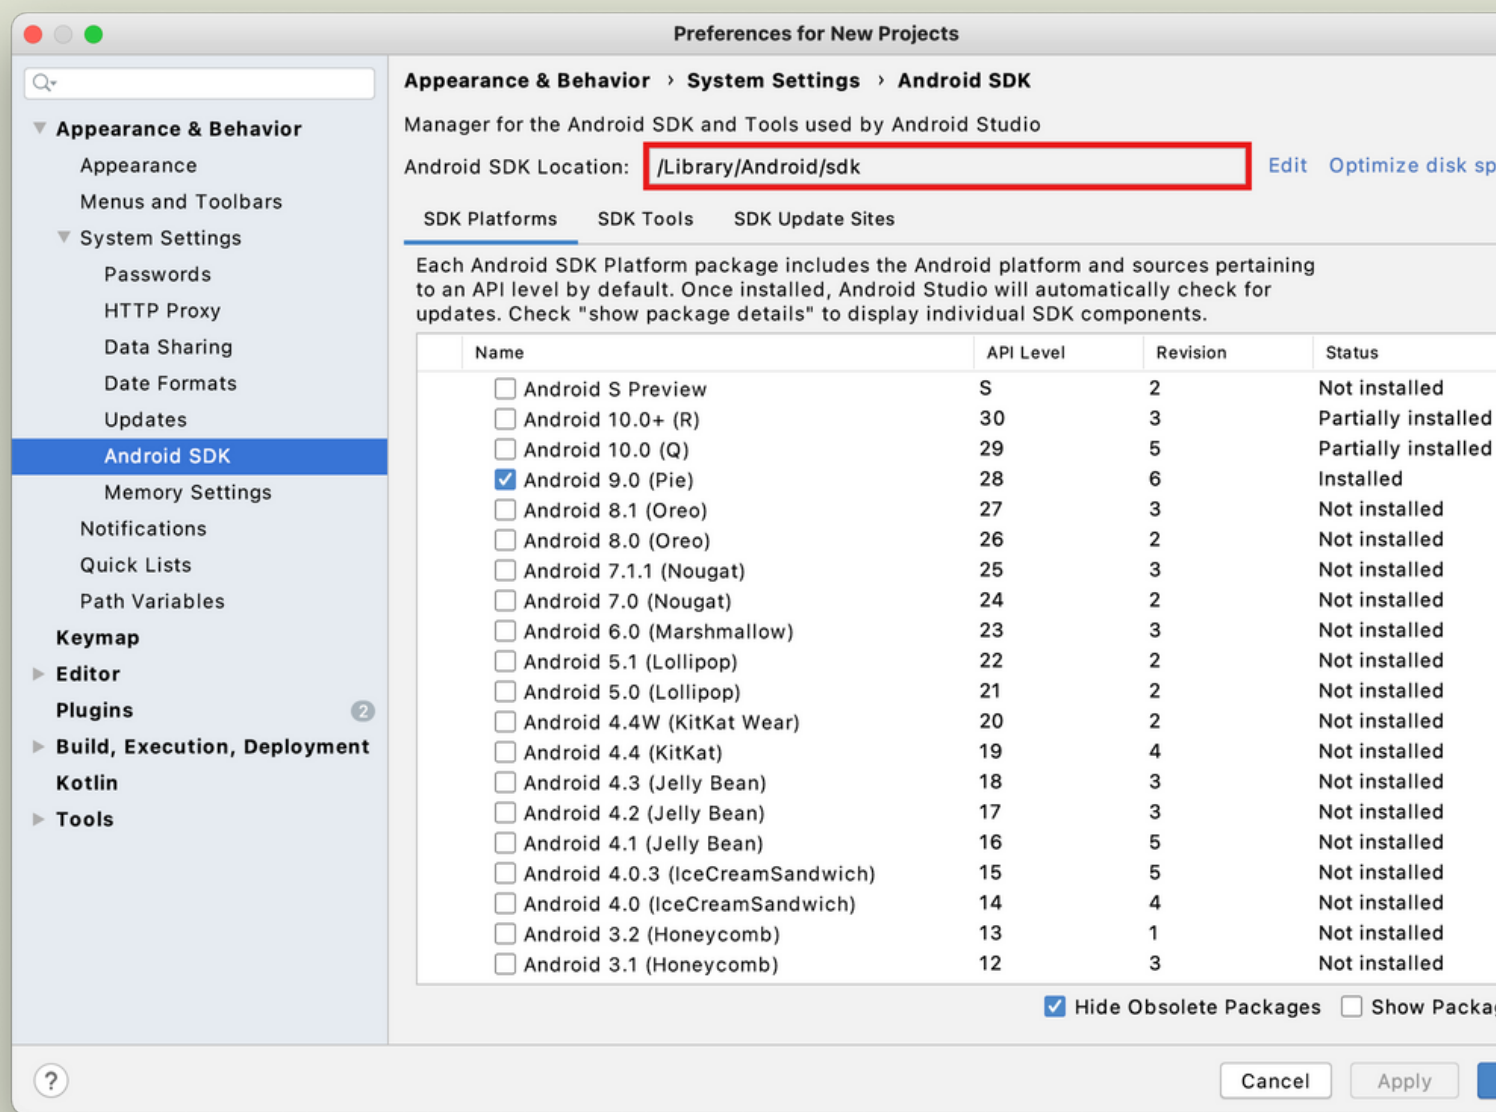 Preferences for New Projects
Appearance & Behavior
Appearance
Menus and Toolbars
System Settings
Passwords
HTTP Proxy
Data Sharing
Date Formats
Updates
Android SDK
Memory Settings
Notifications
Quick Lists
Path Variables
Keymap
Editor
Plugins 2
Build, Execution, Deployment
Kotlin
Tools
?
Appearance & Behavior › System Settings › Android SDK
Manager for the Android SDK and Tools used by Android Studio
Android SDK Location: /Library/Android/sdk Edit Optimize disk sp
SDK Platforms SDK Tools SDK Update Sites
Each Android SDK Platform package includes the Android platform and sources pertaining
to an API level by default. Once installed, Android Studio will automatically check for
updates. Check "show package details" to display individual SDK components.
Name API Level Revision Status
Android S Preview S 2 Not installed
Android 10.0+ (R) 30 3 Partially installed
Android 10.0 (Q) 29 5 Partially installed
Android 9.0 (Pie) 28 6 Installed
Android 8.1 (Oreo) 27 3 Not installed
Android 8.0 (Oreo) 26 2 Not installed
Android 7.1.1 (Nougat) 25 3 Not installed
Android 7.0 (Nougat) 24 2 Not installed
Android 6.0 (Marshmallow) 23 3 Not installed
Android 5.1 (Lollipop) 22 2 Not installed
Android 5.0 (Lollipop) 21 2 Not installed
Android 4.4W (KitKat Wear) 20 2 Not installed
Android 4.4 (KitKat) 19 4 Not installed
Android 4.3 (Jelly Bean) 18 3 Not installed
Android 4.2 (Jelly Bean) 17 3 Not installed
Android 4.1 (Jelly Bean) 16 5 Not installed
Android 4.0.3 (IceCreamSandwich) 15 5 Not installed
Android 4.0 (IceCreamSandwich) 14 4 Not installed
Android 3.2 (Honeycomb) 13 1 Not installed
Android 3.1 (Honeycomb) 12 3 Not installed
Hide Obsolete Packages Show Packa
Cancel Apply